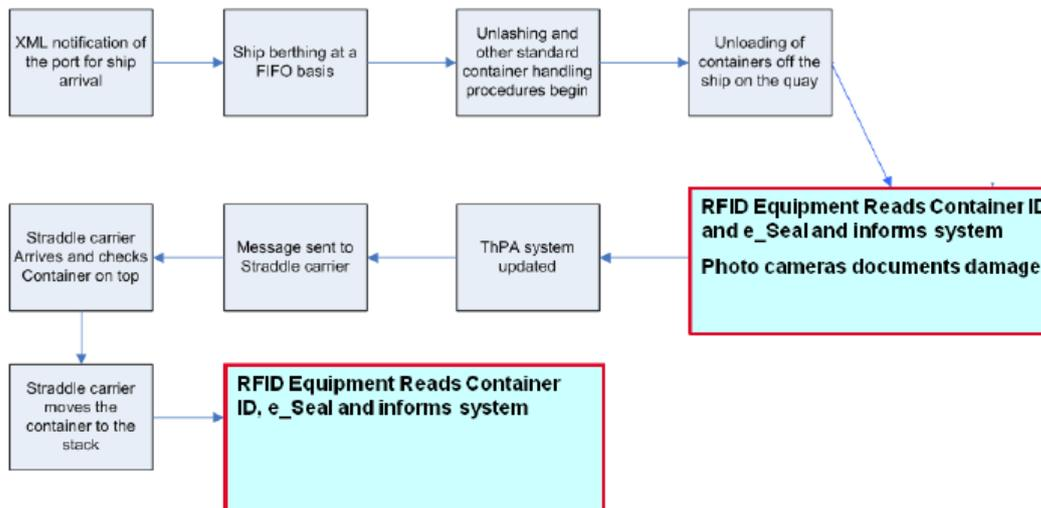 XML notification of
the port for ship
arrival
Ship berthing at a
FIFO basis
Unlashing and
other standard
container handling
procedures begin
Unloading of
containers off the
ship on the quay
RFID Equipment Reads Container ID
and e_Seal and informs system
Photo cameras documents damage
ThPA system
updated
Message sent to
Straddle carrier
Straddle carrier
Arrives and checks
Container on top
Straddle carrier
moves the
container to the
stack
RFID Equipment Reads Container
ID, e_Seal and informs system